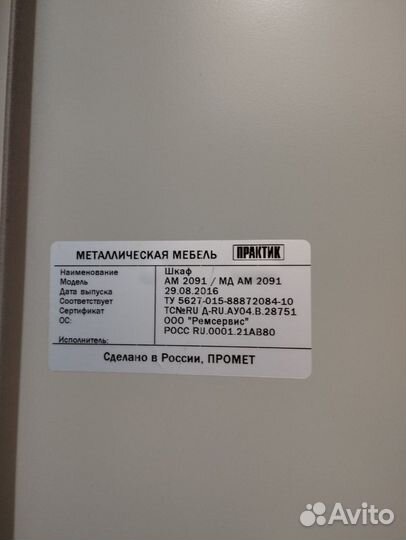 МЕТАЛЛИЧЕСКАЯ МЕБЕЛЬ ПРАКТИК
Наименование Шкаф
Модель АМ 2091 / МД АМ 2091
Дата выпуска 29.08.2016
Соответствует ТУ 5627-015-88872084-10
Сертификат ТС№RU Д-RU.АУ04.В.28751
ОС: ООО "Ремсервис"
РОСС RU.0001.21АВ80
Исполнитель:
Сделано в России, ПРОМЕТ
Avito